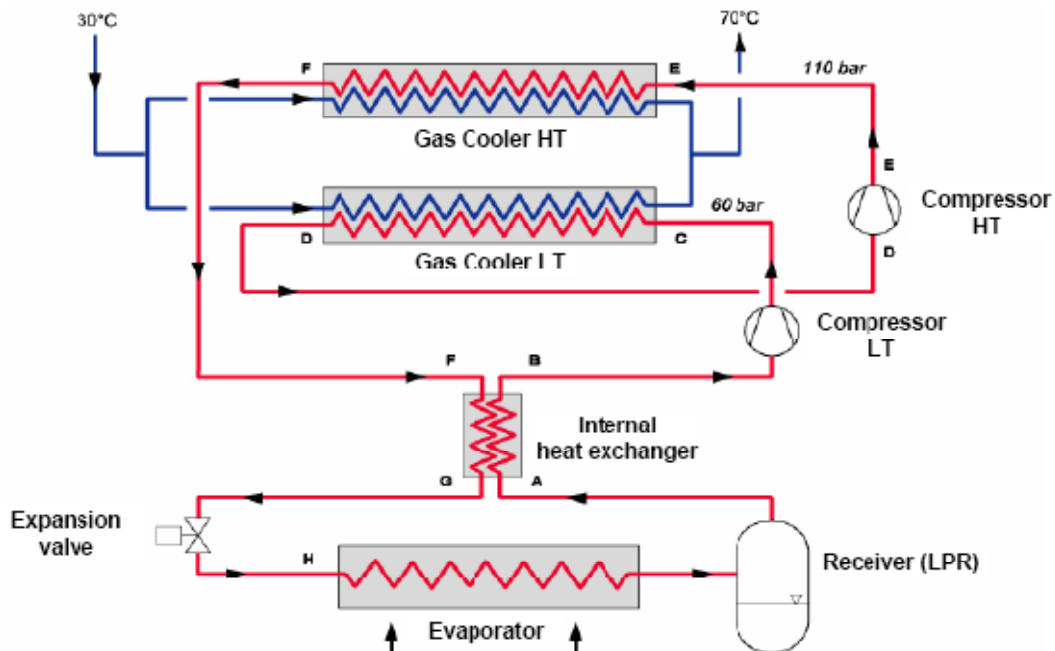 30°C
70°C
F
E
110 bar
Gas Cooler HT
E
Compressor
HT
D
60 bar
D
C
Gas Cooler LT
Compressor
LT
F
B
Internal
heat exchanger
G
A
Expansion
valve
H
Receiver (LPR)
Evaporator